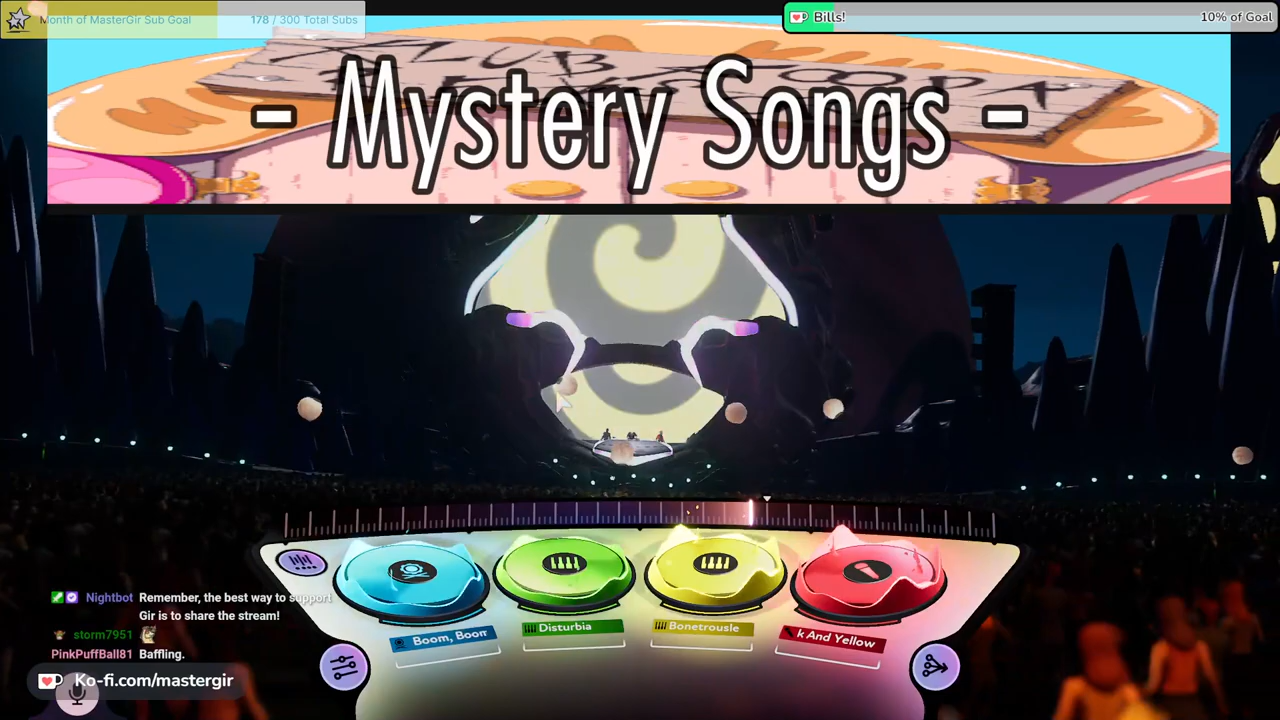 Month of MasterGir Sub Goal 178 / 300 Total Subs
Bills! 10% of Goal
- Mystery Songs -
Boom, Boom
Disturbia
Bonetrousle
k And Yellow
Nightbot Remember, the best way to support
Gir is to share the stream!
storm7951
PinkPuffBall81 Baffling.
Ko-fi.com/mastergir